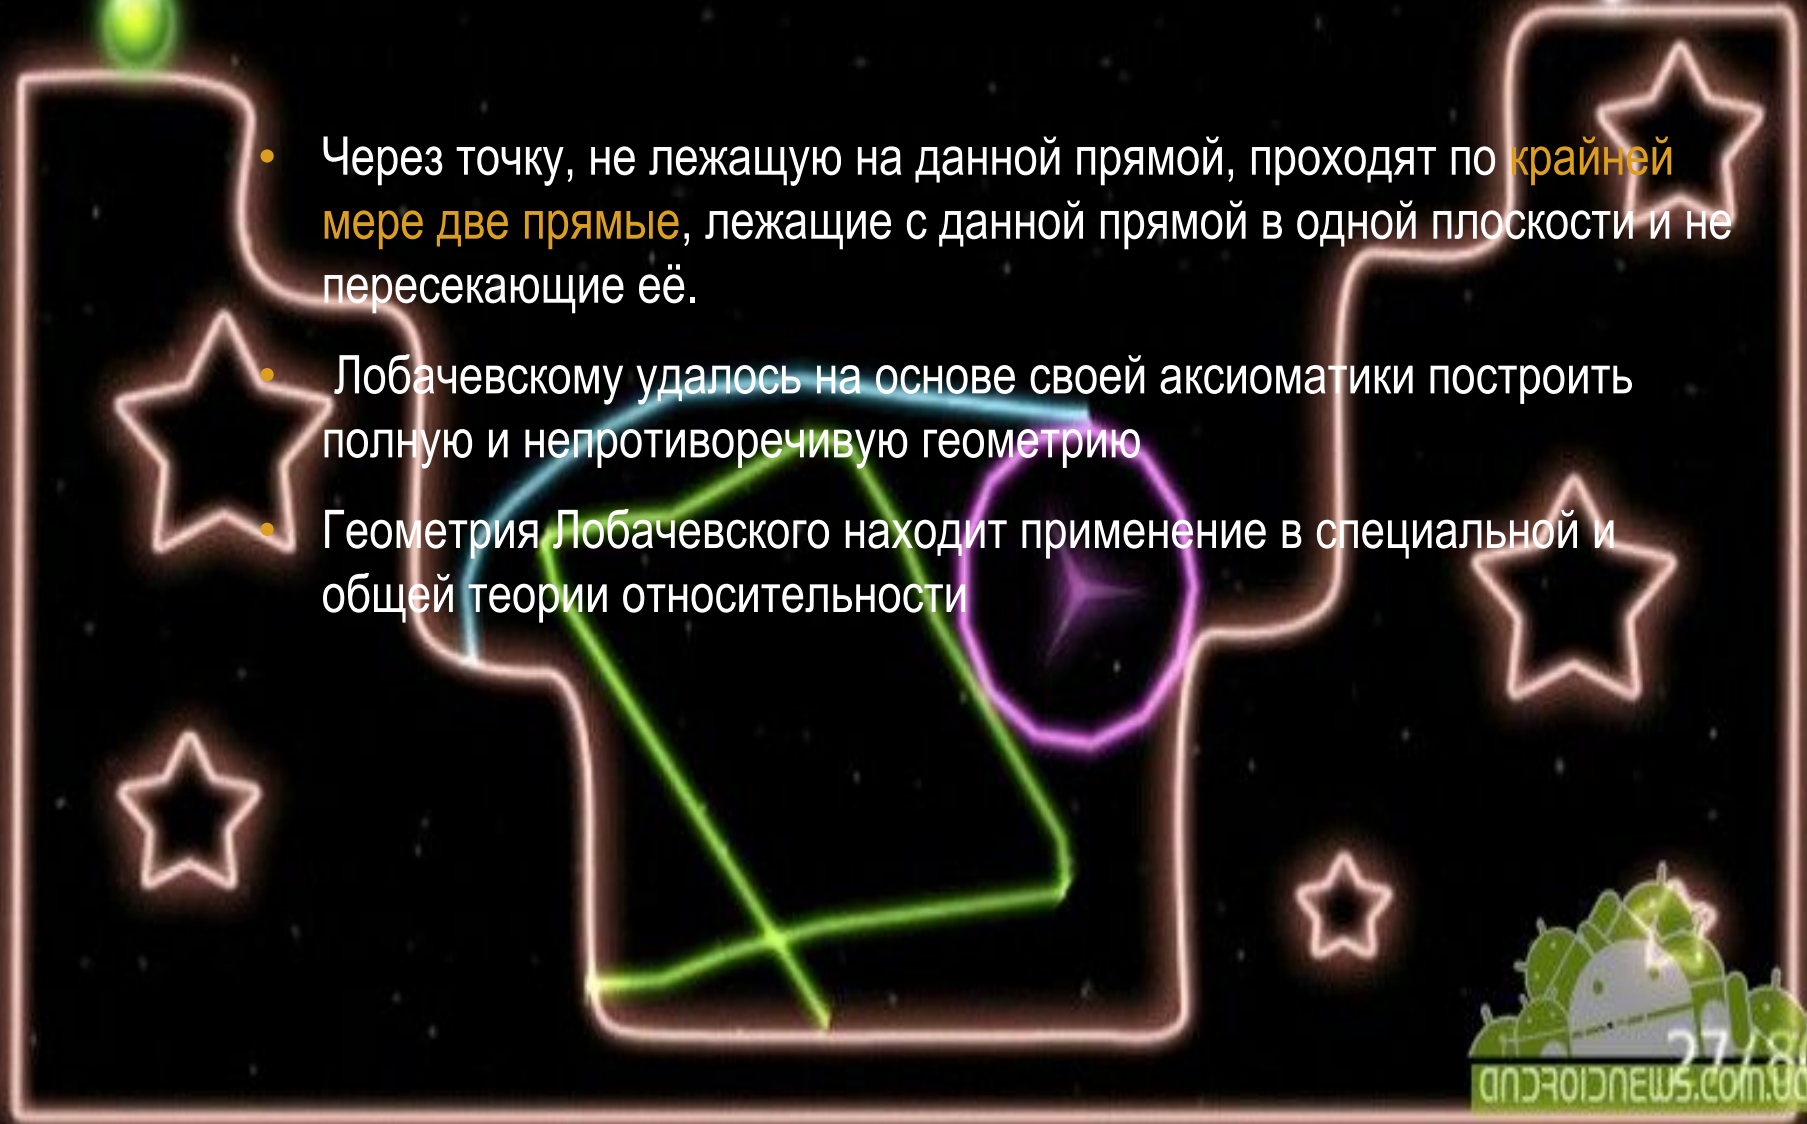 • Через точку, не лежащую на данной прямой, проходят по крайней
мере две прямые, лежащие с данной прямой в одной плоскости и не
пересекающие её.
• Лобачевскому удалось на основе своей аксиоматики построить
полную и непротиворечивую геометрию
• Геометрия Лобачевского находит применение в специальной и
общей теории относительности
27/8
ANDROIDNEWS.COM.UA